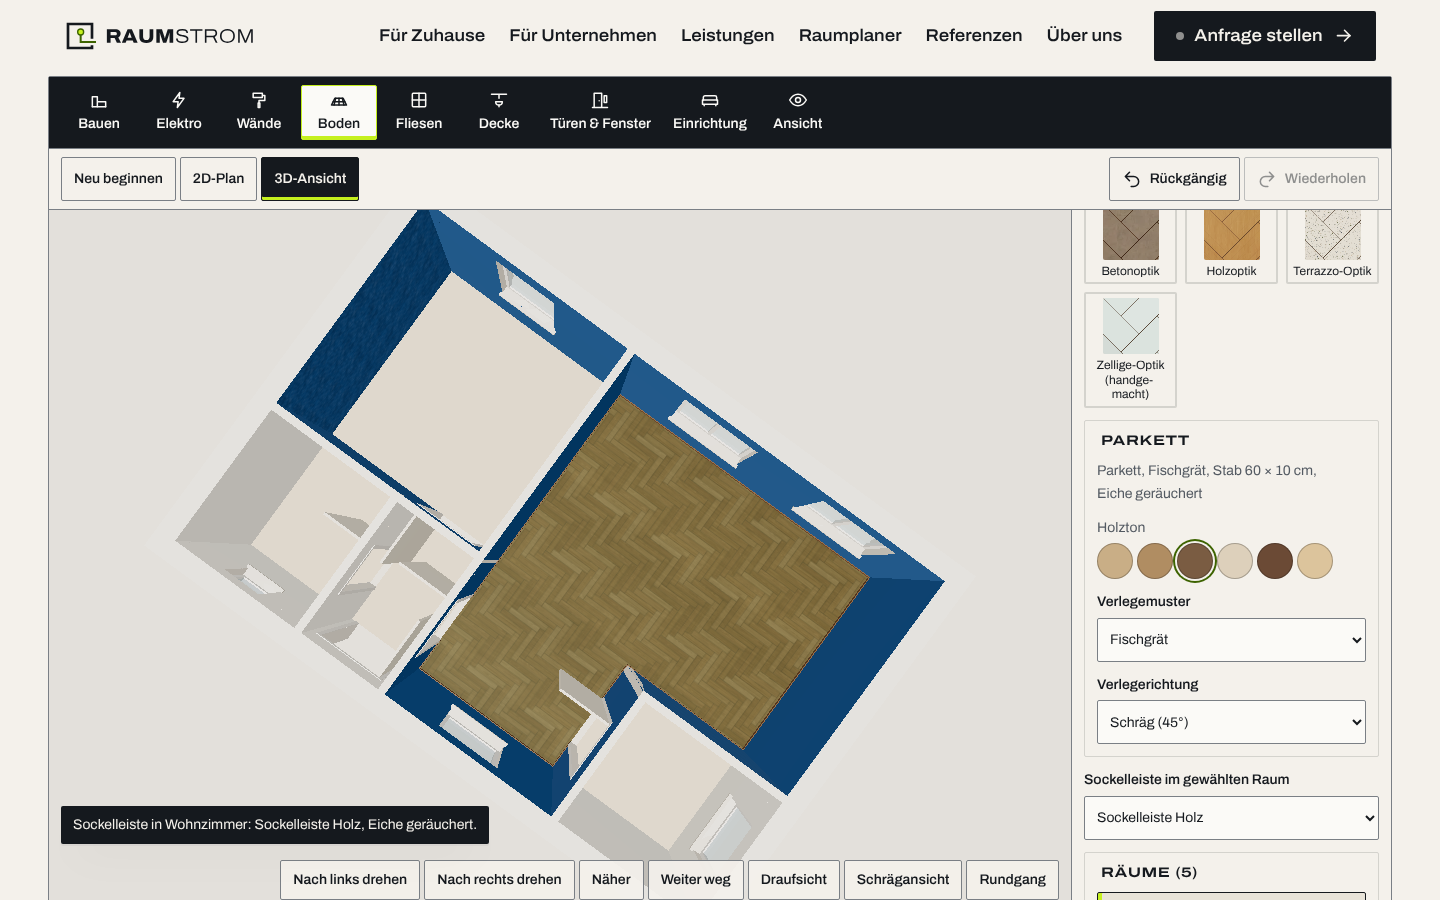 RAUMSTROM
Für Zuhause
Für Unternehmen
Leistungen
Raumplaner
Referenzen
Über uns
Anfrage stellen
Bauen
Elektro
Wände
Boden
Fliesen
Decke
Türen & Fenster
Einrichtung
Ansicht
Neu beginnen
2D-Plan
3D-Ansicht
Rückgängig
Wiederholen
Betonoptik
Holzoptik
Terrazzo-Optik
Zellige-Optik
(handge-
macht)
PARKETT
Parkett, Fischgrät, Stab 60 × 10 cm,
Eiche geräuchert
Holzton
Verlegemuster
Fischgrät
Verlegerichtung
Schräg (45°)
Sockelleiste im gewählten Raum
Sockelleiste Holz
RÄUME (5)
Sockelleiste in Wohnzimmer: Sockelleiste Holz, Eiche geräuchert.
Nach links drehen
Nach rechts drehen
Näher
Weiter weg
Draufsicht
Schrägansicht
Rundgang